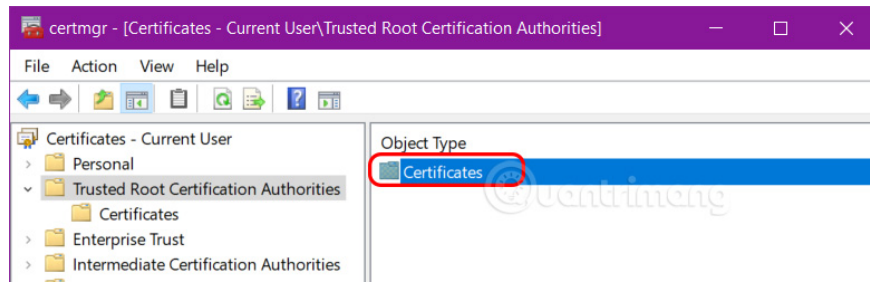 certmgr - [Certificates - Current User\Trusted Root Certification Authorities]
File Action View Help
Certificates - Current User
Personal
Trusted Root Certification Authorities
Certificates
Enterprise Trust
Intermediate Certification Authorities
Object Type
Certificates
Quantrimang